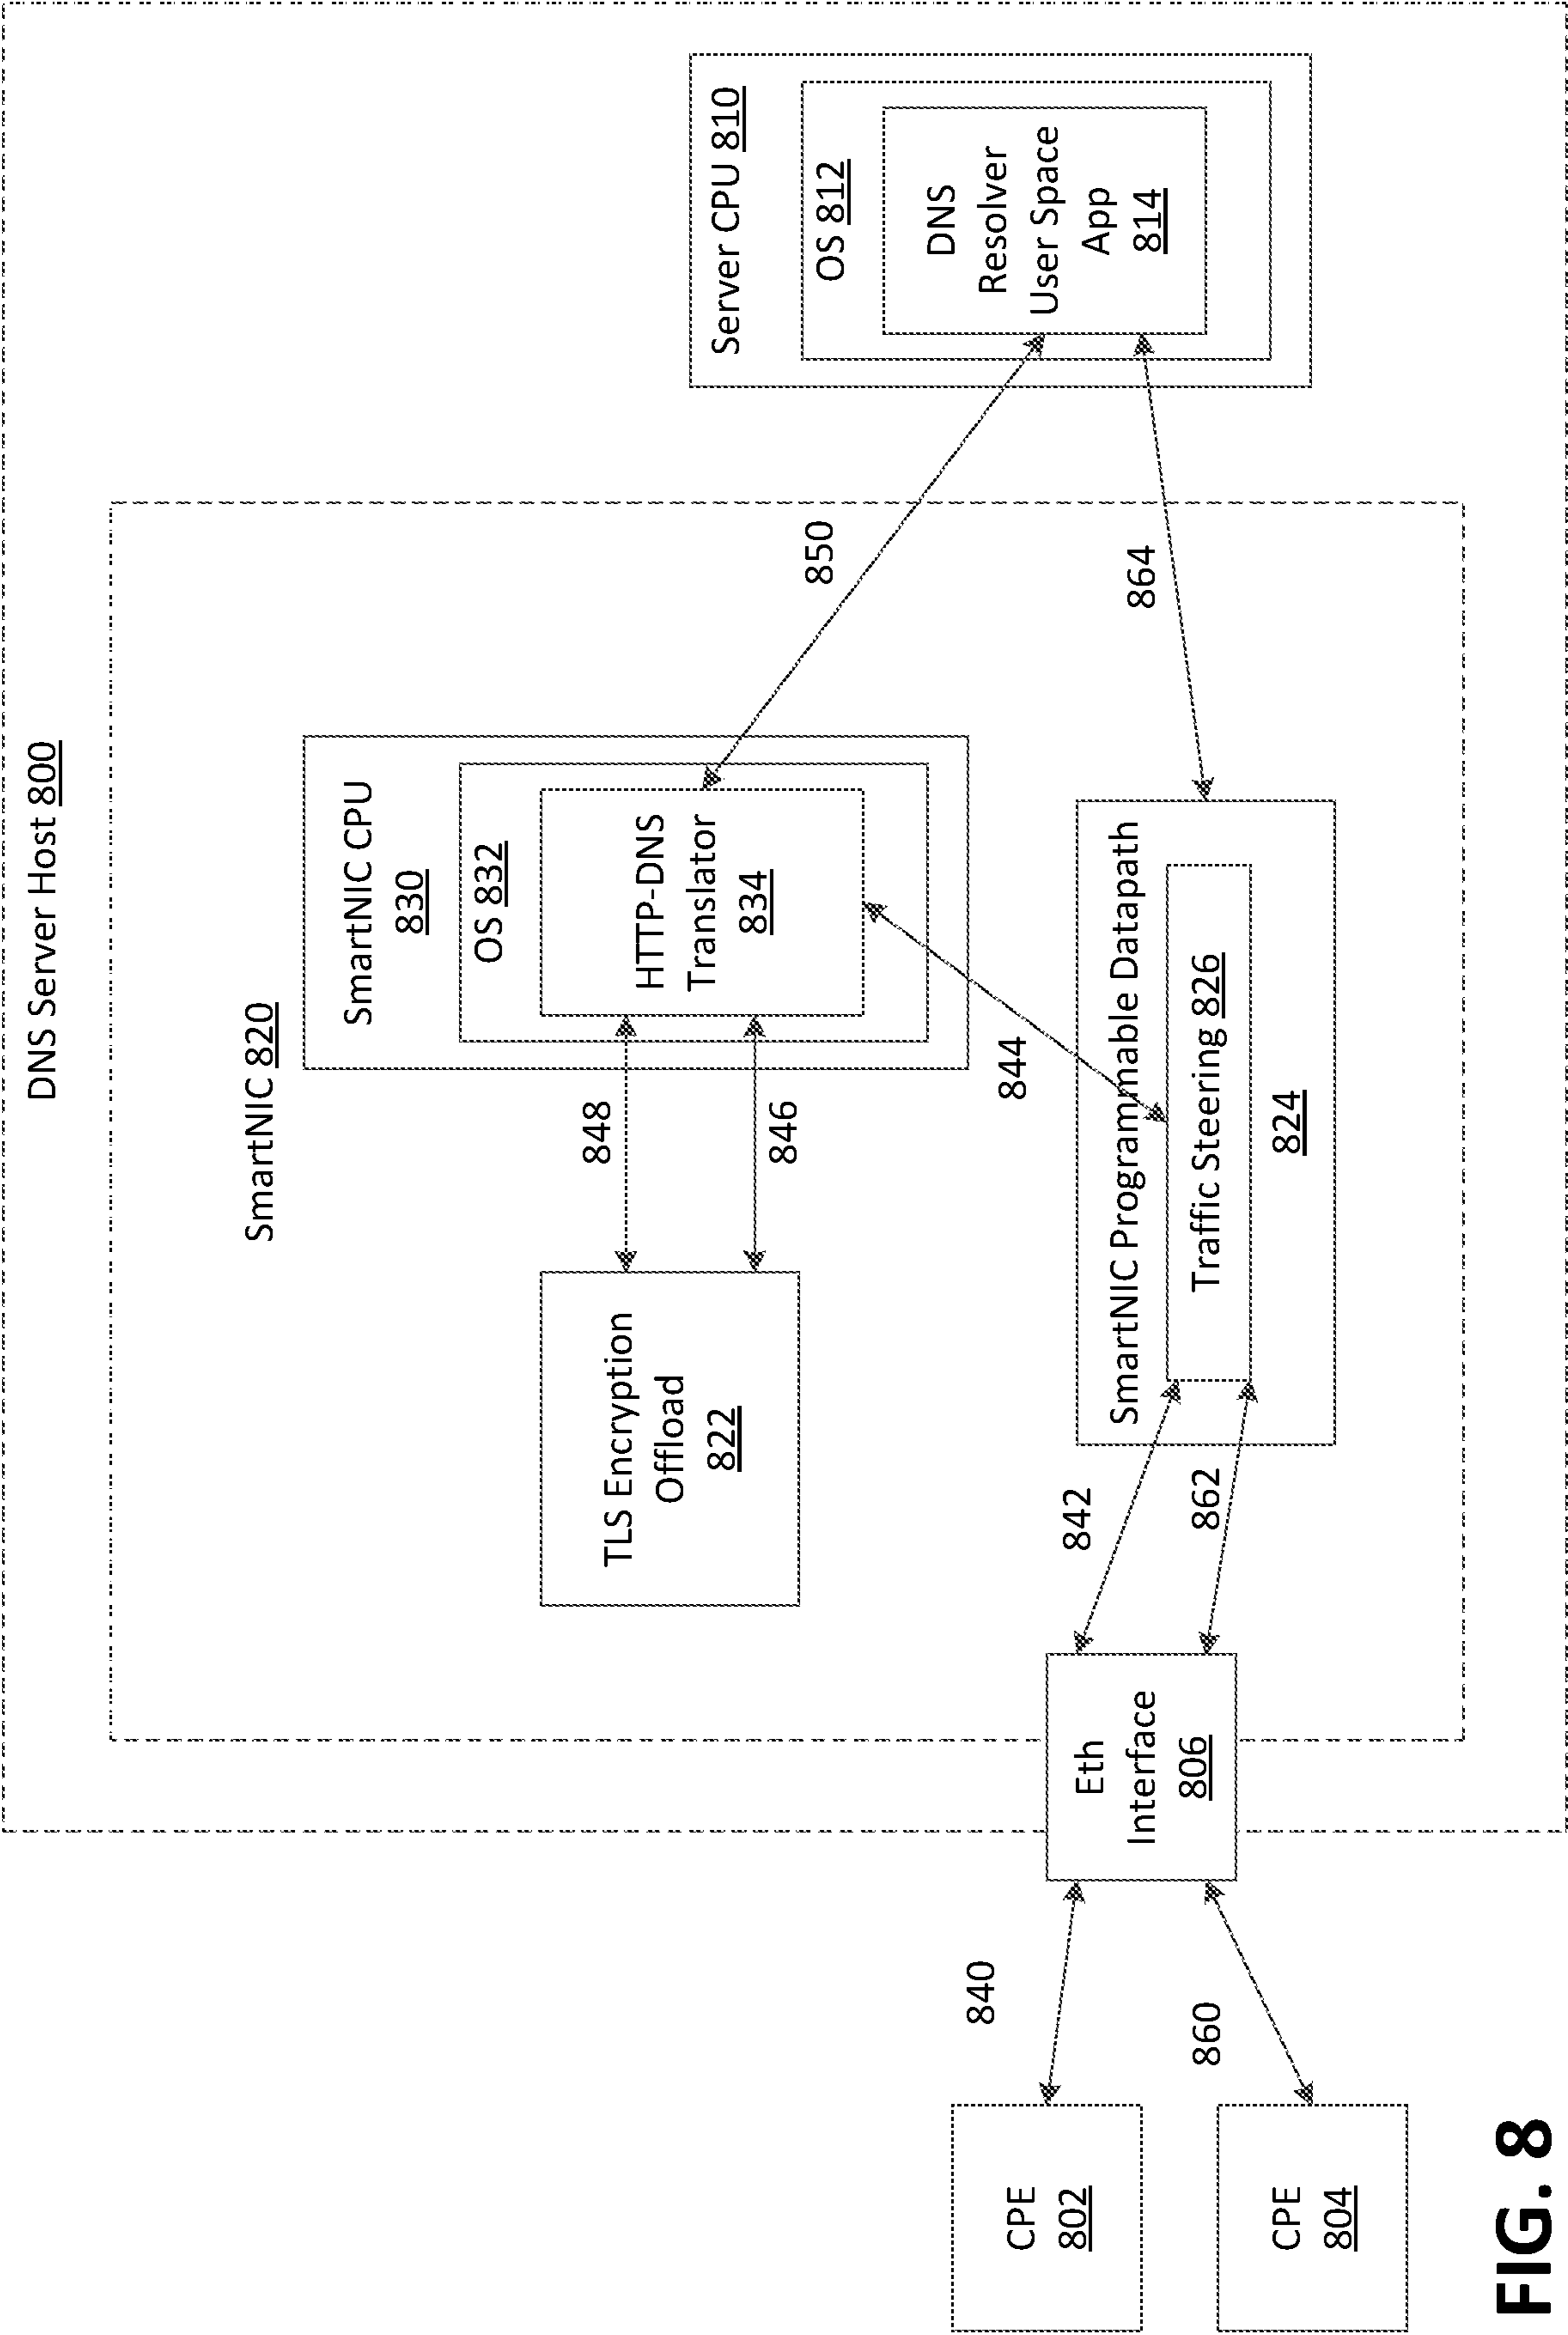 DNS Server Host 800
SmartNIC 820
SmartNIC CPU
830
OS 832
HTTP-DNS
Translator
834
TLS Encryption
Offload
822
848
846
850
844
Server CPU 810
OS 812
DNS
Resolver
User Space
App
814
864
SmartNIC Programmable Datapath
Traffic Steering 826
824
842
862
Eth
Interface
806
840
860
CPE
802
CPE
804
FIG. 8